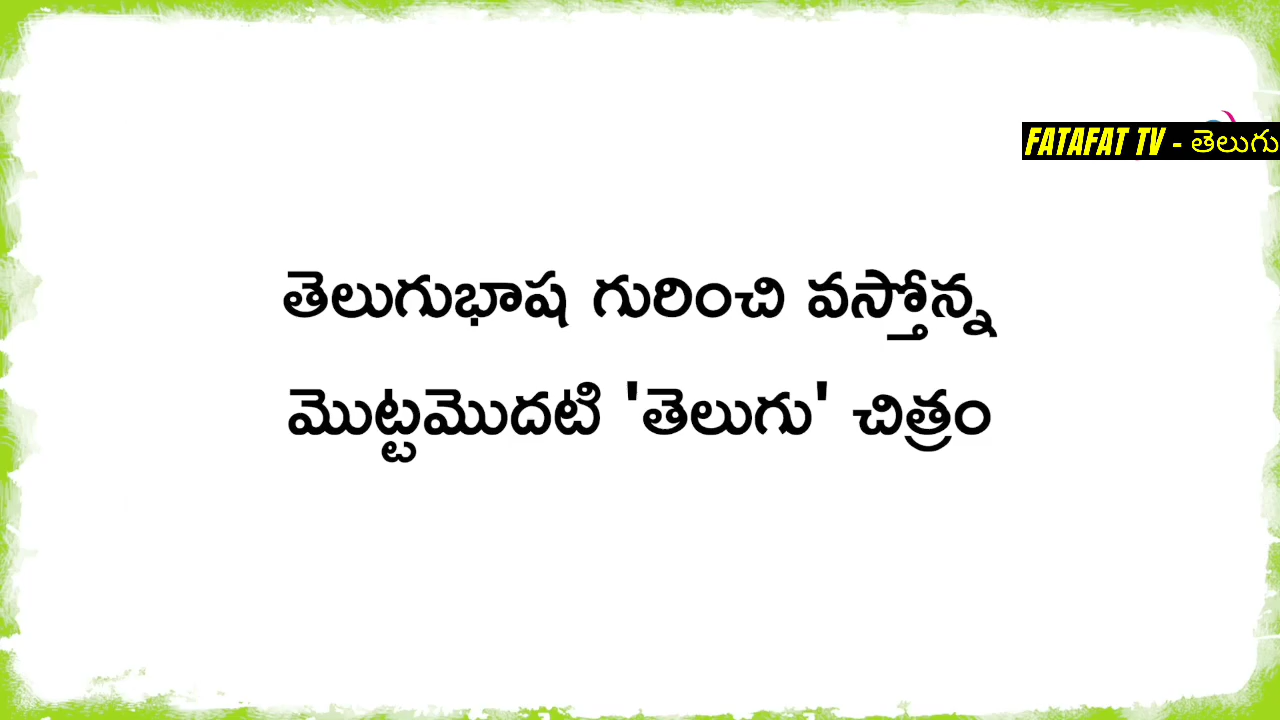 FATAFAT TV - తెలుగు
తెలుగుభాష గురించి వస్తోన్న
మొట్టమొదటి 'తెలుగు' చిత్రం